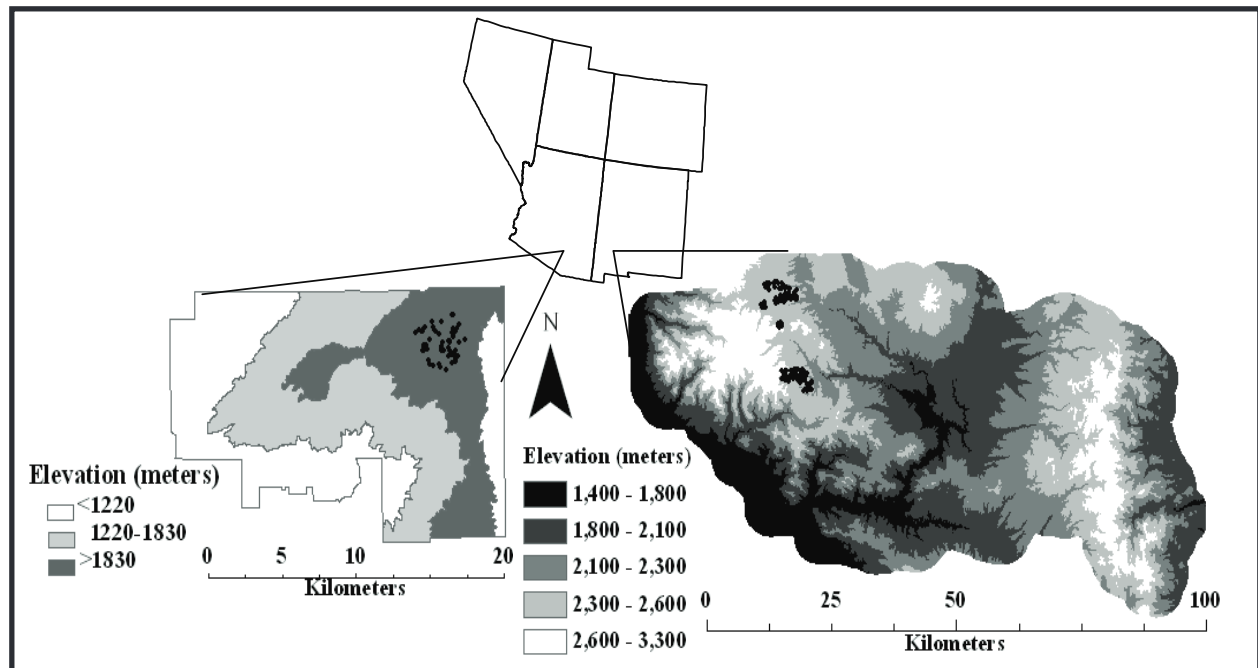 N
Elevation (meters)
<1220
1220-1830
>1830
0 5 10 20
Kilometers
Elevation (meters)
1,400 - 1,800
1,800 - 2,100
2,100 - 2,300
2,300 - 2,600
2,600 - 3,300
0 25 50 100
Kilometers